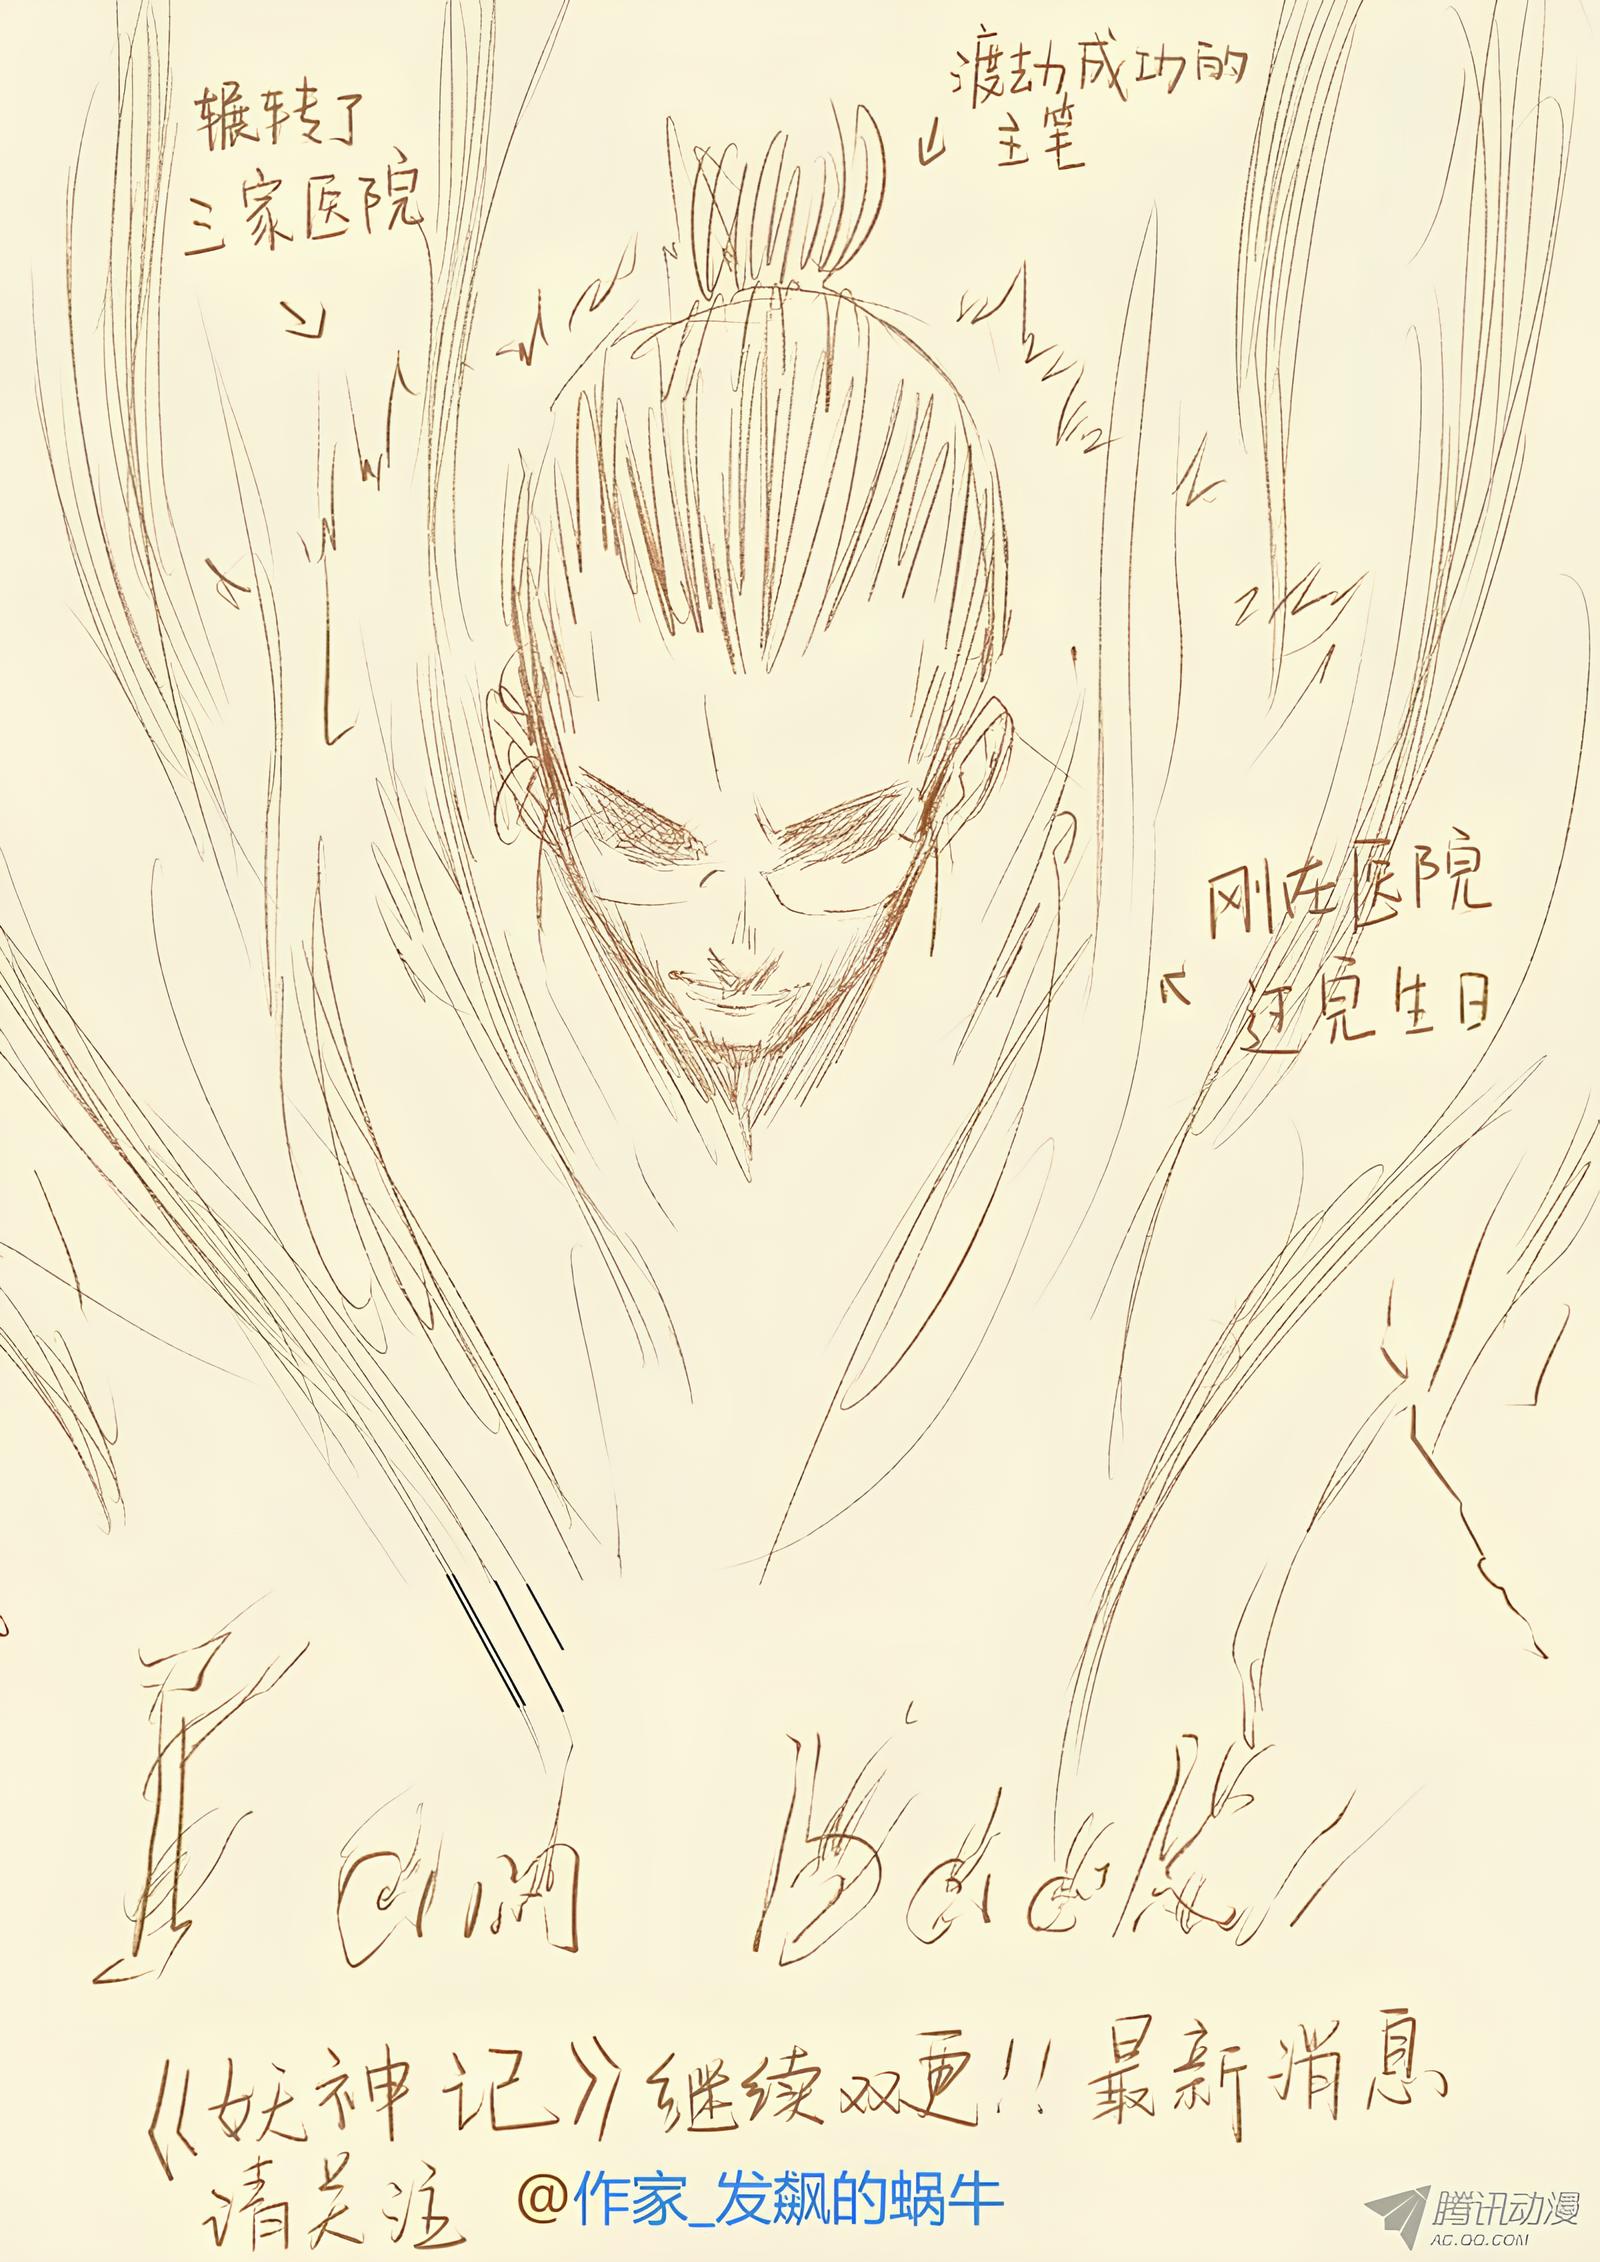 渡劫成功的
主笔
辗转了
三家医院
刚在医院
过完生日
《妖神记》继续双更!! 最新消息
请关注 @作家_发飙的蜗牛
腾讯动漫
AC.QQ.COM